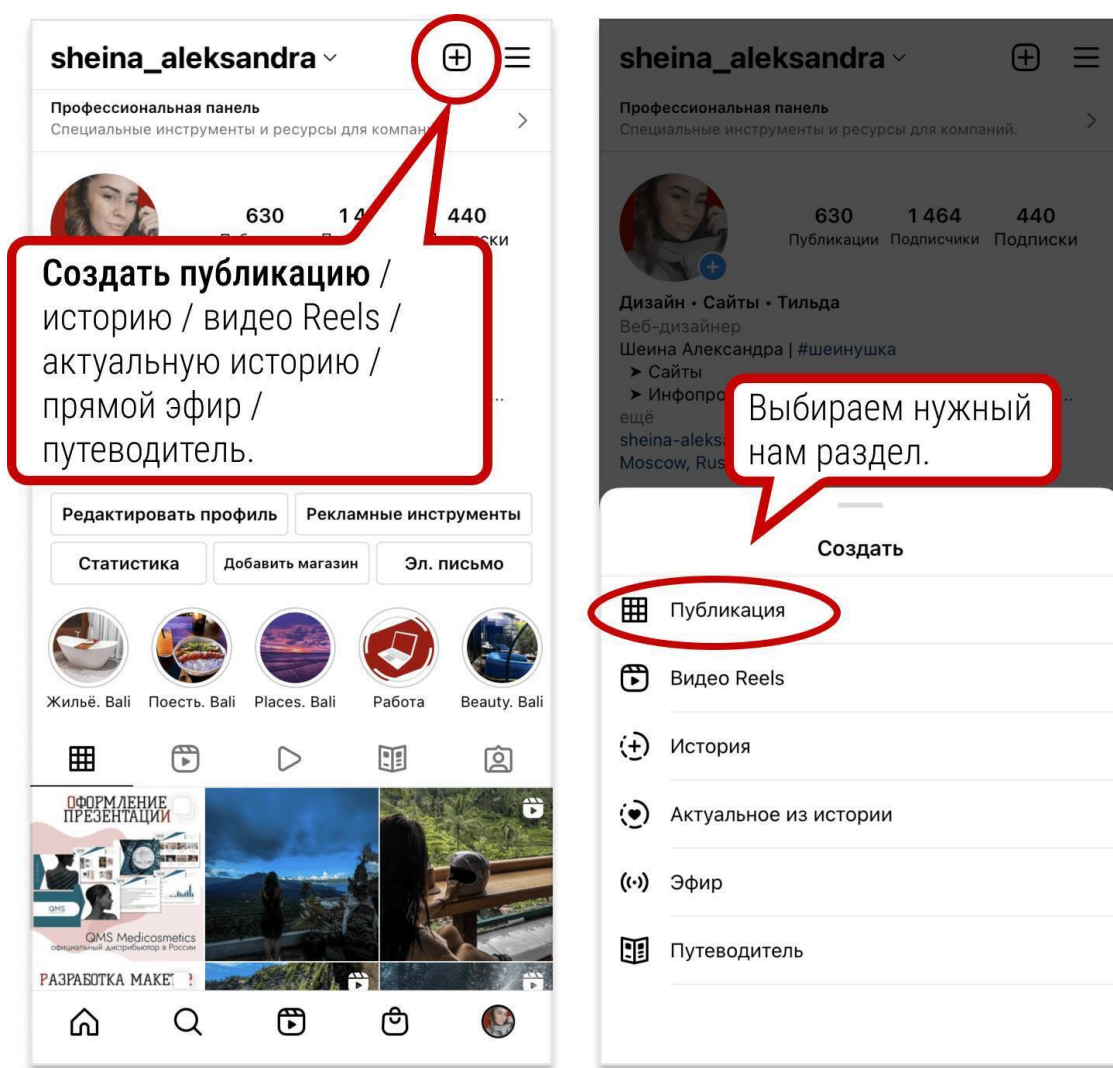 sheina_aleksandra
Профессиональная панель
Специальные инструменты и ресурсы для
630
440
Создать публикацию /
историю / видео Reels /
актуальную историю /
прямой эфир /
путеводитель.
Редактировать профиль
Рекламные инструменты
Статистика
Добавить магазин
Эл. письмо
Жильё. Bali
Поесть. Bali
Places. Bali
Работа
Beauty. Bali
ОФОРМЛЕНИЕ
ПРЕЗЕНТАЦИИ
QMS
QMS Medicosmetics
официальный дистрибьютор в России
РАЗРАБОТКА
sheina_aleksandra
Профессиональная панель
Специальные инструменты и ресурсы для компаний.
630
1 464
440
Публикации
Подписчики
Подписки
Дизайн • Сайты • Тильда
Веб-дизайнер
Шеина Александра | #шеинушка
➤ Сайты
➤
ещё
Moscow,
Выбираем нужный
нам раздел.
Создать
Публикация
Видео Reels
История
Актуальное из истории
Эфир
Путеводитель